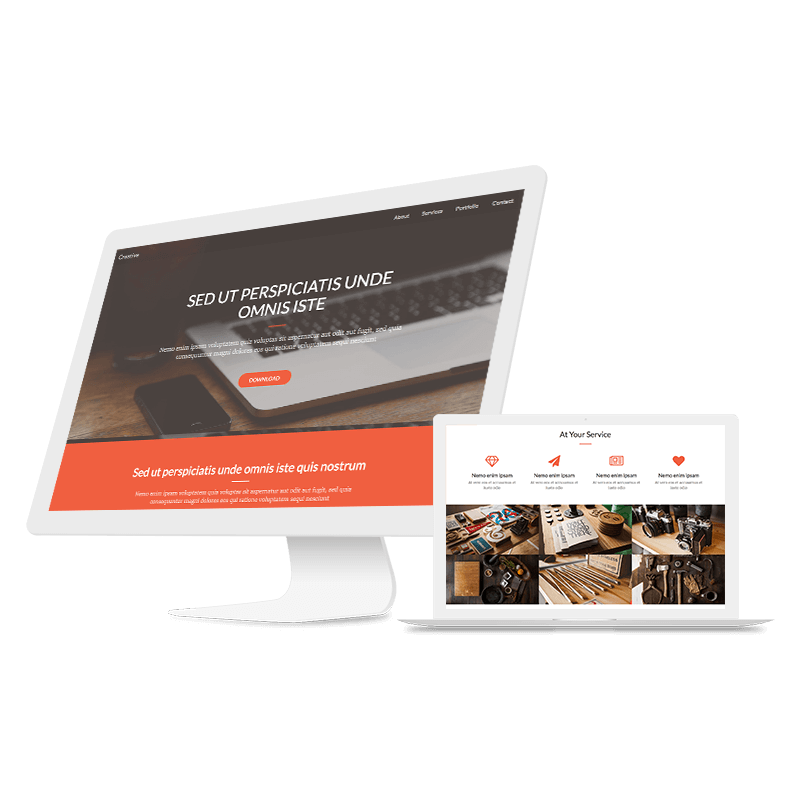 About Services Portfolio Contact
Creative
SED UT PERSPICIATIS UNDE
OMNIS ISTE
Nemo enim ipsam voluptatem quia voluptas sit aspernatur aut odit aut fugit, sed quia
consequuntur magni dolores eos qui ratione voluptatem sequi nesciunt
DOWNLOAD
Sed ut perspiciatis unde omnis iste quis nostrum
Nemo enim ipsam voluptatem quia voluptas sit aspernatur aut odit aut fugit, sed quia
consequuntur magni dolores eos qui ratione voluptatem sequi nesciunt
At Your Service
Nemo enim ipsam
Nemo enim ipsam
Nemo enim ipsam
Nemo enim ipsam